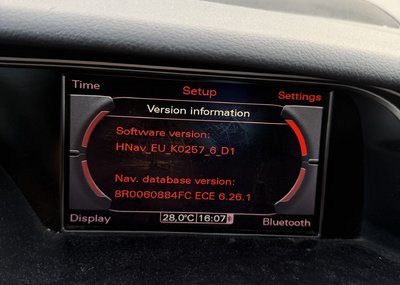 Time
Setup
Settings
Version information
Software version:
HNav_EU_K0257_6_D1
Nav. database version:
8R0060884FC ECE 6.26.1
Display
28,0°C 16:07
Bluetooth